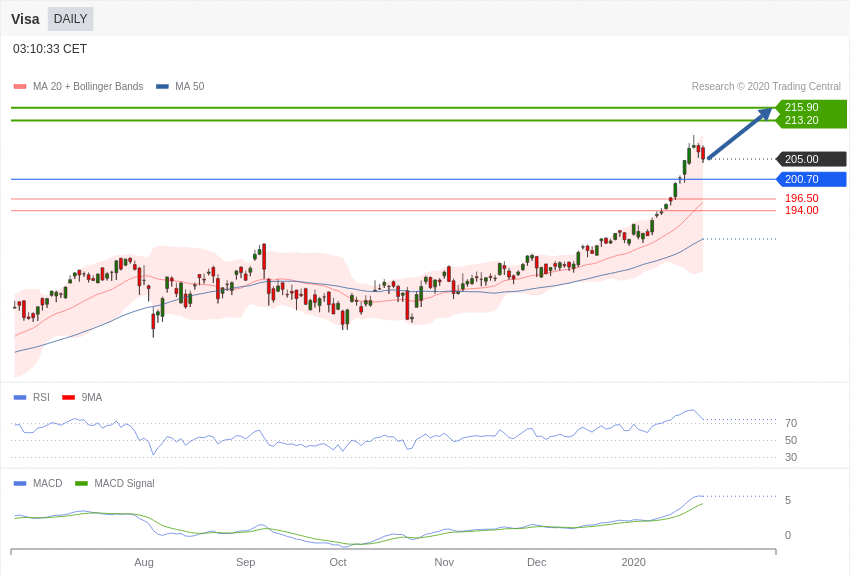 Visa DAILY
03:10:33 CET
MA 20 + Bollinger Bands MA 50 Research © 2020 Trading Central
215.90
213.20
205.00
200.70
196.50
194.00
RSI 9MA
70
50
30
MACD MACD Signal
5
0
Aug Sep Oct Nov Dec 2020